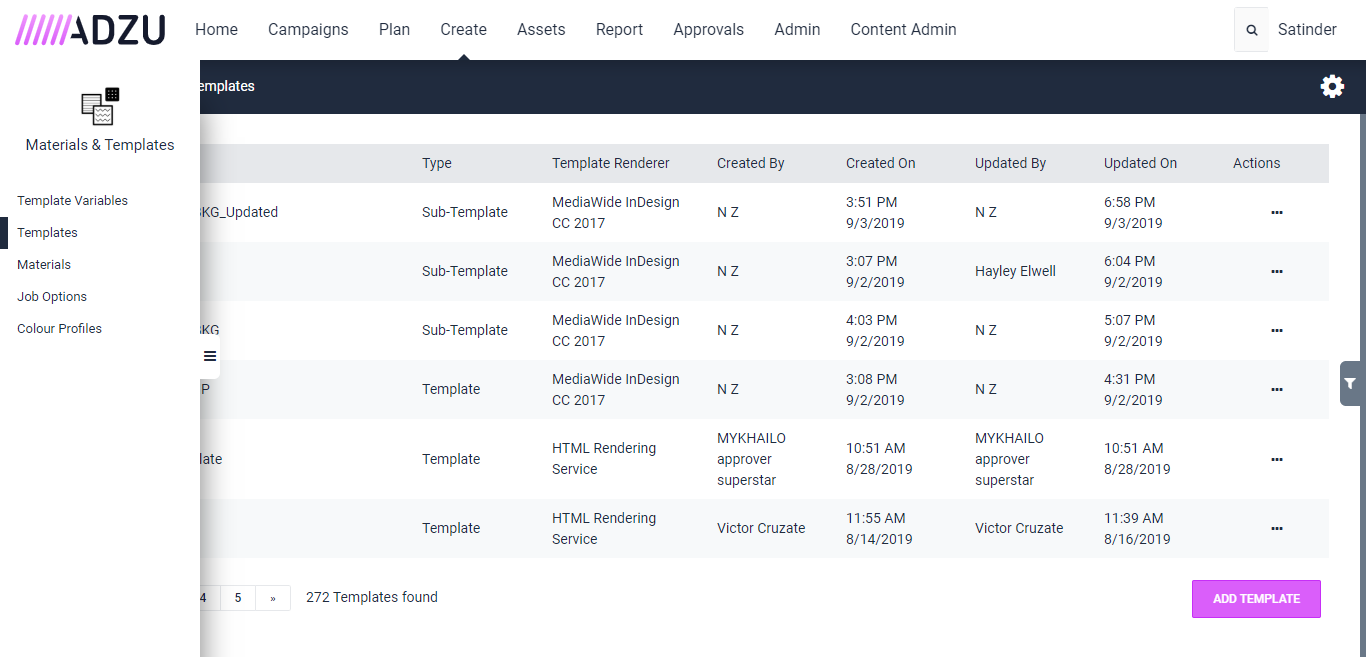 ADZU Home Campaigns Plan Create Assets Report Approvals Admin Content Admin Satinder
emplates
Materials & Templates
Template Variables
Templates
Materials
Job Options
Colour Profiles
Type Template Renderer Created By Created On Updated By Updated On Actions
KG_Updated Sub-Template MediaWide InDesign CC 2017 N Z 3:51 PM 9/3/2019 N Z 6:58 PM 9/3/2019 ...
Sub-Template MediaWide InDesign CC 2017 N Z 3:07 PM 9/2/2019 Hayley Elwell 6:04 PM 9/2/2019 ...
KG Sub-Template MediaWide InDesign CC 2017 N Z 4:03 PM 9/2/2019 N Z 5:07 PM 9/2/2019 ...
P Template MediaWide InDesign CC 2017 N Z 3:08 PM 9/2/2019 N Z 4:31 PM 9/2/2019 ...
late Template HTML Rendering Service MYKHAILO approver superstar 10:51 AM 8/28/2019 MYKHAILO approver superstar 10:51 AM 8/28/2019 ...
Template HTML Rendering Service Victor Cruzate 11:55 AM 8/14/2019 Victor Cruzate 11:39 AM 8/16/2019 ...
4 5 » 272 Templates found ADD TEMPLATE